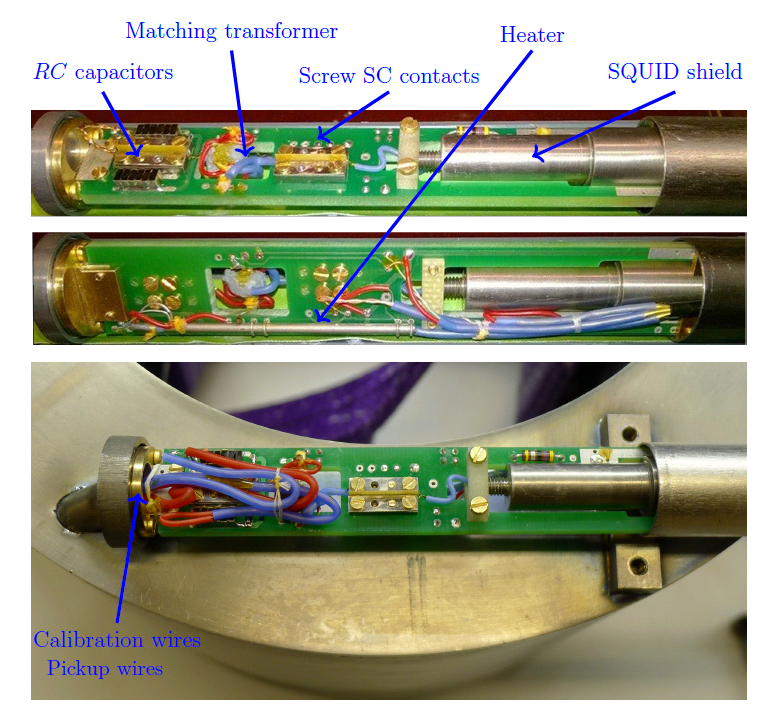 Matching transformer
Heater
RC capacitors
Screw SC contacts
SQUID shield
Calibration wires
Pickup wires